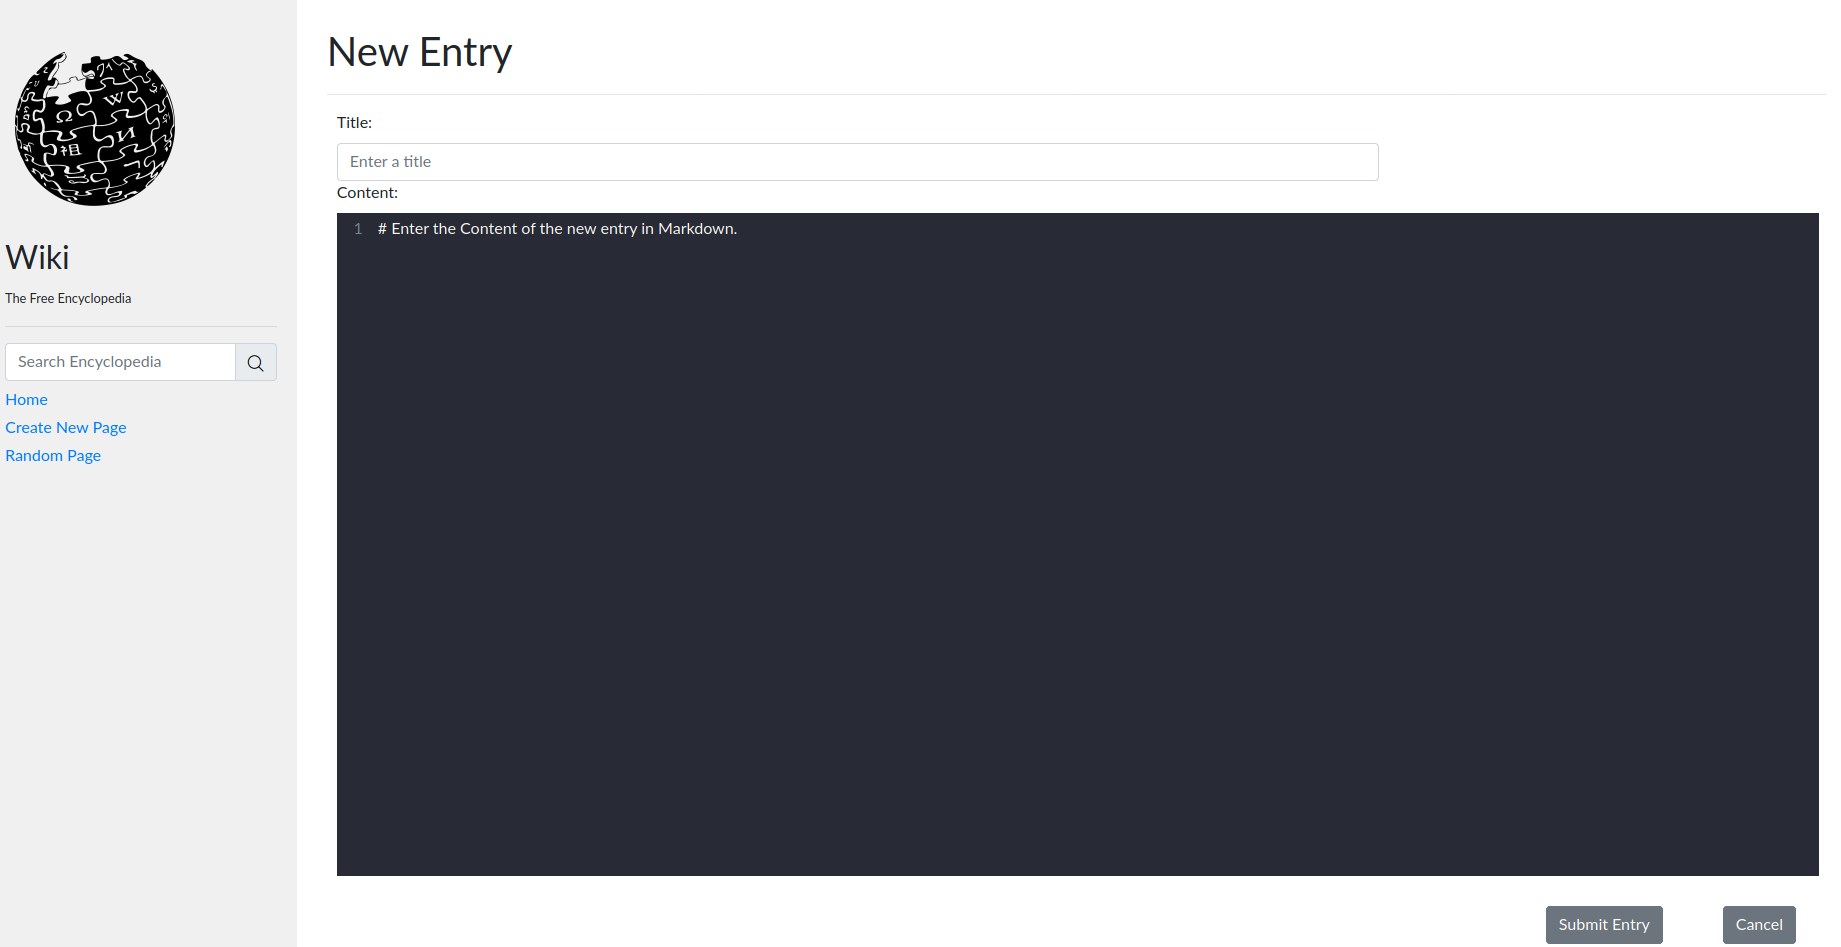 Ω W И 祖
Wiki
The Free Encyclopedia
Search Encyclopedia
Home
Create New Page
Random Page
New Entry
Title:
Enter a title
Content:
1 # Enter the Content of the new entry in Markdown.
Submit Entry
Cancel